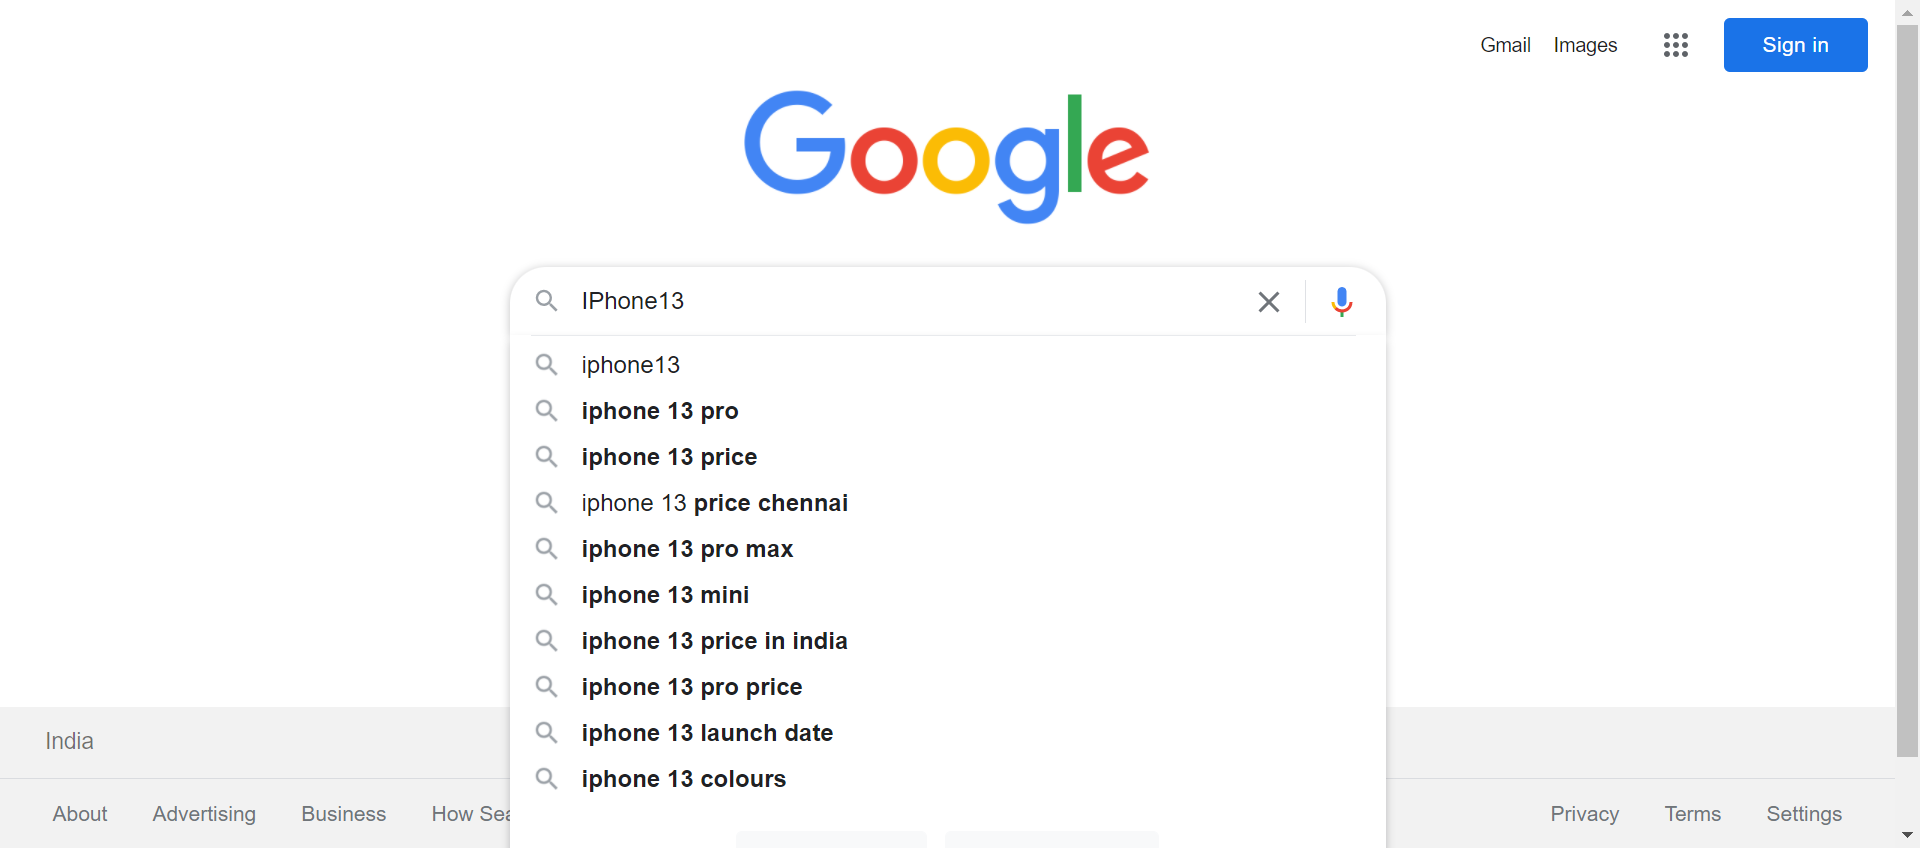 Gmail Images Sign in
Google
IPhone13
iphone13
iphone 13 pro
iphone 13 price
iphone 13 price chennai
iphone 13 pro max
iphone 13 mini
iphone 13 price in india
iphone 13 pro price
iphone 13 launch date
iphone 13 colours
India
About Advertising Business How Sea Privacy Terms Settings